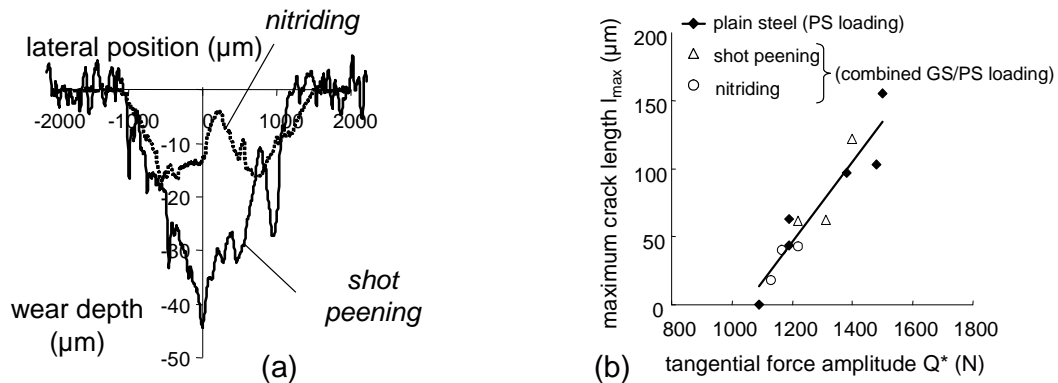 nitriding
lateral position (µm)
-2000
-1000
0
1000
2000
-10
-20
-30
-40
-50
wear depth
(µm)
shot
peening
(a)
plain steel (PS loading)
shot peening
nitriding
(combined GS/PS loading)
maximum crack length lmax (µm)
200
150
100
50
0
800
1000
1200
1400
1600
1800
tangential force amplitude Q* (N)
(b)